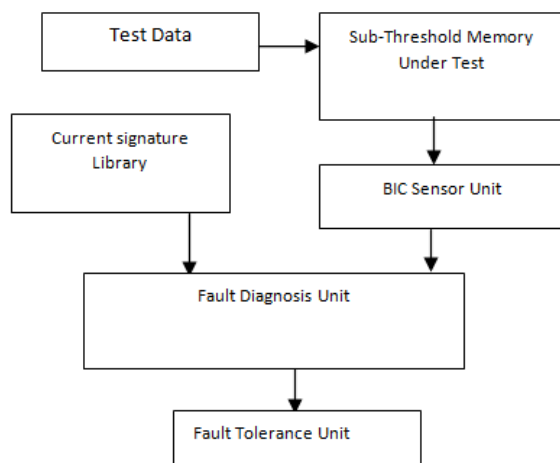 Test Data
Sub-Threshold Memory
Under Test
Current signature
Library
BIC Sensor Unit
Fault Diagnosis Unit
Fault Tolerance Unit